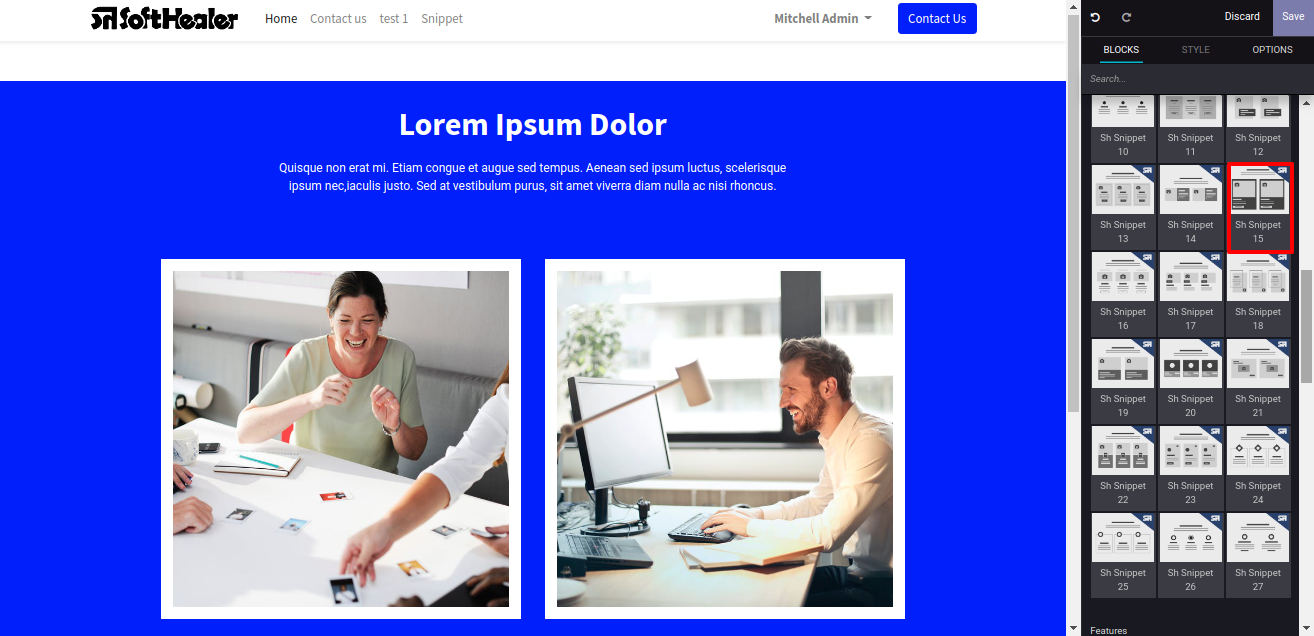 SoftHealer
Home
Contact us
test 1
Snippet
Mitchell Admin
Contact Us
Discard
Save
BLOCKS
STYLE
OPTIONS
Search...
Lorem Ipsum Dolor
Quisque non erat mi. Etiam congue et augue sed tempus. Aenean sed ipsum luctus, scelerisque
ipsum nec,iaculis justo. Sed at vestibulum purus, sit amet viverra diam nulla ac nisi rhoncus.
Sh Snippet
10
Sh Snippet
11
Sh Snippet
12
Sh Snippet
13
Sh Snippet
14
Sh Snippet
15
Sh Snippet
16
Sh Snippet
17
Sh Snippet
18
Sh Snippet
19
Sh Snippet
20
Sh Snippet
21
Sh Snippet
22
Sh Snippet
23
Sh Snippet
24
Sh Snippet
25
Sh Snippet
26
Sh Snippet
27
Features